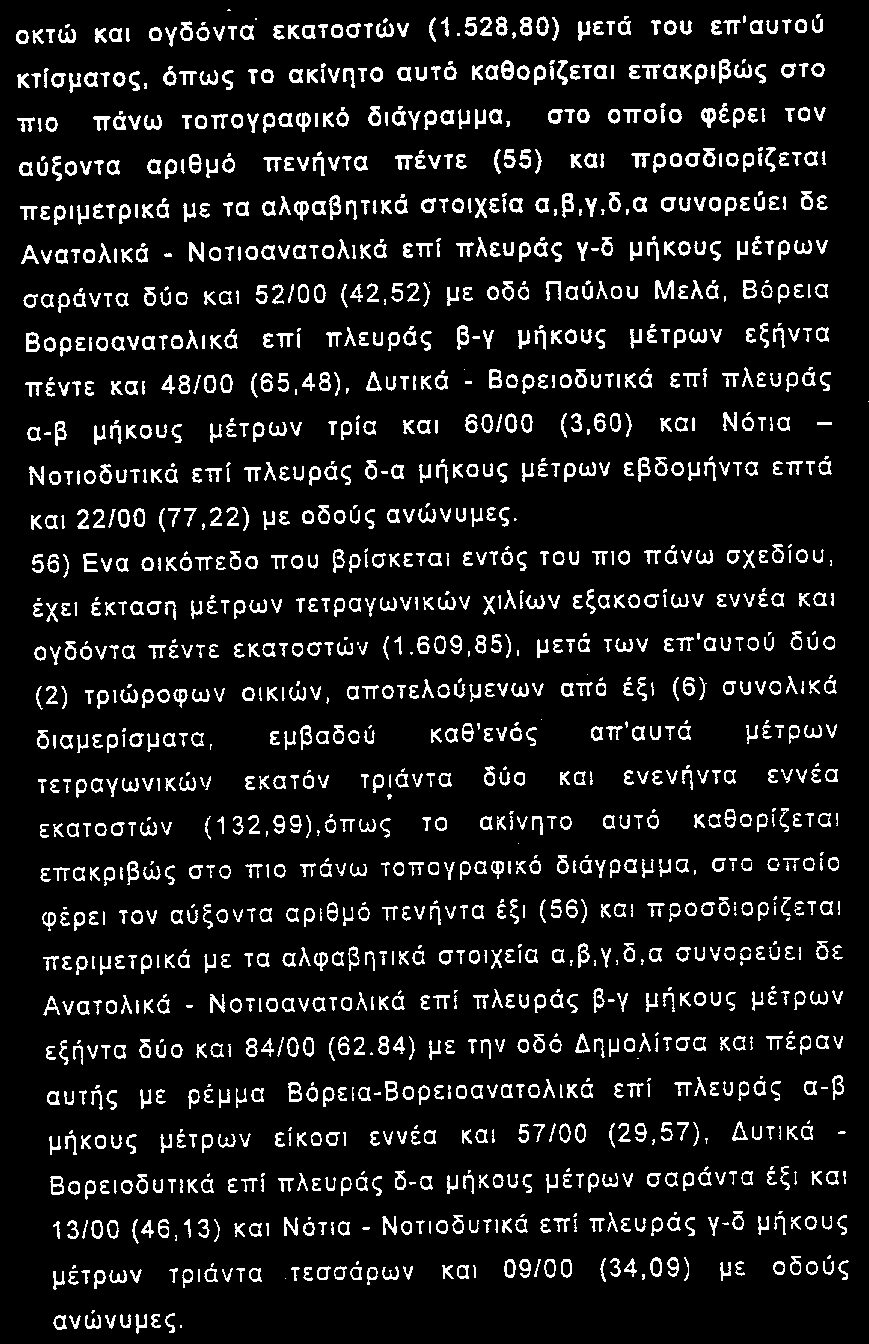 οκτώ και ογδόντα εκατοστών (1.528,80) μετά του επ'αυτού
κτίσματος, όπως το ακίνητο αυτό καθορίζεται επακριβώς στο
πιο πάνω τοπογραφικό διάγραμμα, στο οποίο φέρει τον
αύξοντα αριθμό πενήντα πέντε (55) και προσδιορίζεται
περιμετρικά με τα αλφαβητικά στοιχεία α,β,γ,δ,α συνορεύει δε
Ανατολικά - Νοτιοανατολικά επί πλευράς γ-δ μήκους μέτρων
σαράντα δύο και 52/00 (42,52) με οδό Παύλου Μελά, Βόρεια
Βορειοανατολικά επί πλευράς β-γ μήκους μέτρων εξήντα
πέντε και 48/00 (65,48), Δυτικά - Βορειοδυτικά επί πλευράς
α-β μήκους μέτρων τρία και 60/00 (3,60) και Νότια –
Νοτιοδυτικά επί πλευράς δ-α μήκους μέτρων εβδομήντα επτά
και 22/00 (77,22) με οδούς ανώνυμες.
56) Ενα οικόπεδο που βρίσκεται εντός του πιο πάνω σχεδίου,
έχει έκταση μέτρων τετραγωνικών χιλίων εξακοσίων εννέα και
ογδόντα πέντε εκατοστών (1.609,85), μετά των επ'αυτού δύο
(2) τριώροφων οικιών, αποτελούμενων από έξι (6) συνολικά
διαμερίσματα, εμβαδού καθ'ενός απ'αυτά μέτρων
τετραγωνικών εκατόν τριάντα δύο και ενενήντα εννέα
εκατοστών (132,99),όπως το ακίνητο αυτό καθορίζεται
επακριβώς στο πιο πάνω τοπογραφικό διάγραμμα, στο οποίο
φέρει τον αύξοντα αριθμό πενήντα έξι (56) και προσδιορίζεται
περιμετρικά με τα αλφαβητικά στοιχεία α,β,γ,δ,α συνορεύει δε
Ανατολικά - Νοτιοανατολικά επί πλευράς β-γ μήκους μέτρων
εξήντα δύο και 84/00 (62.84) με την οδό Δημολίτσα και πέραν
αυτής με ρέμμα Βόρεια-Βορειοανατολικά επί πλευράς α-β
μήκους μέτρων είκοσι εννέα και 57/00 (29,57), Δυτικά -
Βορειοδυτικά επί πλευράς δ-α μήκους μέτρων σαράντα έξι και
13/00 (46,13) και Νότια - Νοτιοδυτικά επί πλευράς γ-δ μήκους
μέτρων τριάντα τεσσάρων και 09/00 (34,09) με οδούς
ανώνυμες.